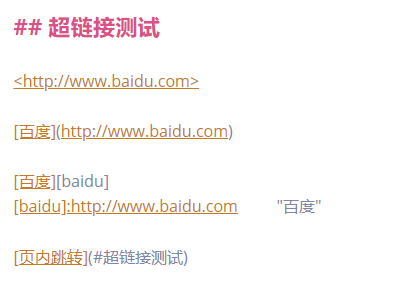 ## 超链接测试
<http://www.baidu.com>
[百度](http://www.baidu.com)
[百度][baidu]
[baidu]:http://www.baidu.com "百度"
[页内跳转](#超链接测试)